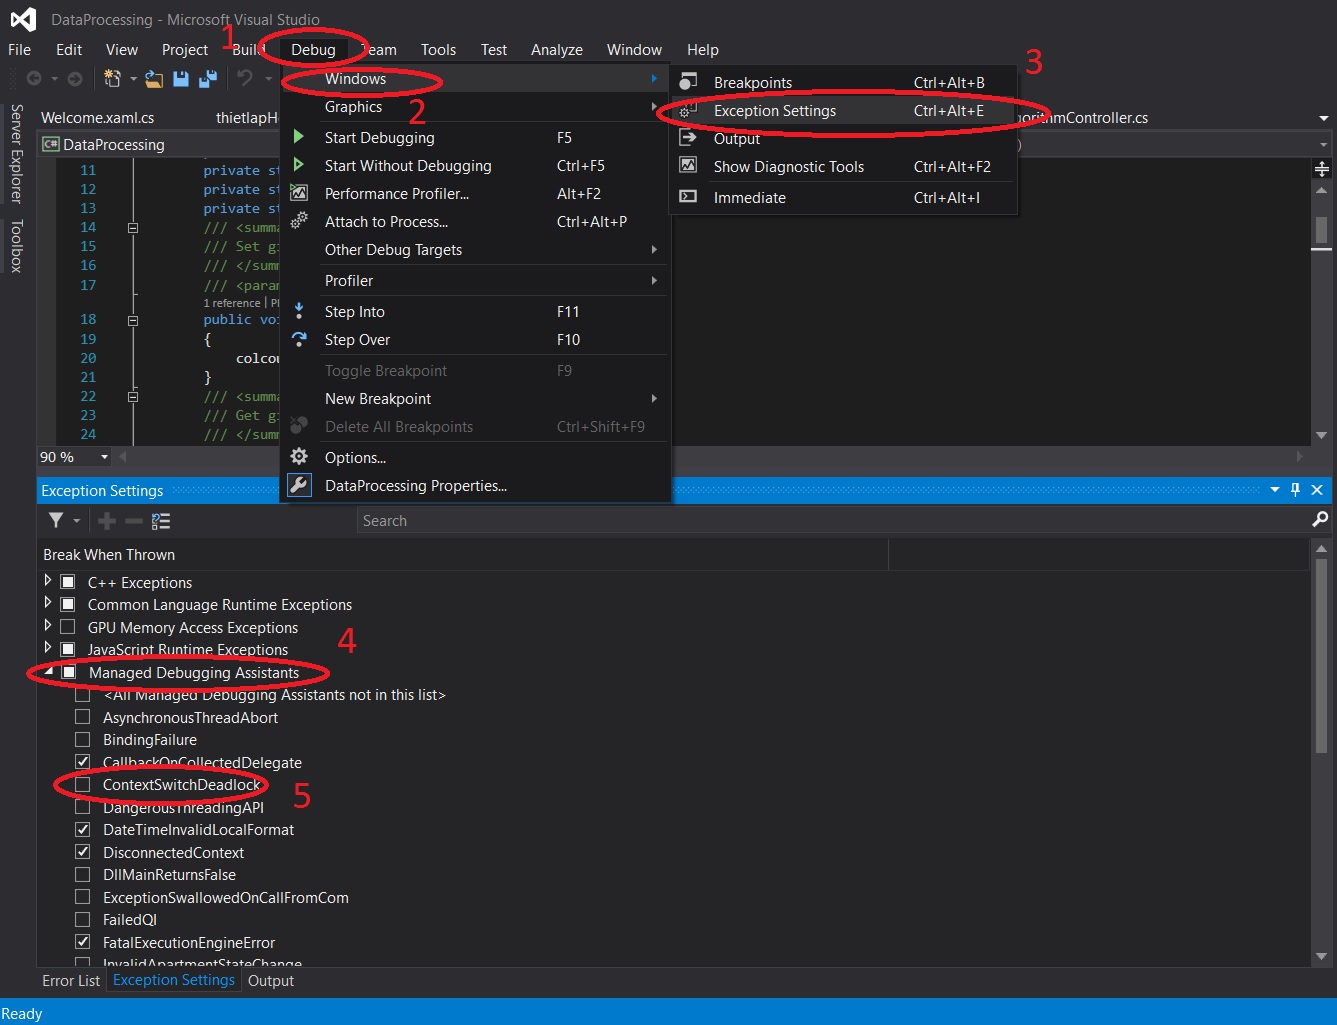 DataProcessing - Microsoft Visual Studio
1
File Edit View Project Build Debug Team Tools Test Analyze Window Help
3
Windows
2
Graphics
Start Debugging F5
Start Without Debugging Ctrl+F5
Performance Profiler... Alt+F2
Attach to Process... Ctrl+Alt+P
Other Debug Targets
Profiler
Step Into F11
Step Over F10
Toggle Breakpoint F9
New Breakpoint
Delete All Breakpoints Ctrl+Shift+F9
Options...
DataProcessing Properties...
Breakpoints Ctrl+Alt+B
Exception Settings Ctrl+Alt+E
Output
Show Diagnostic Tools Ctrl+Alt+F2
Immediate Ctrl+Alt+I
Server Explorer
Toolbox
Welcome.xaml.cs thietlapH gorithmController.cs
C# DataProcessing )
11 private st
12 private st
13 private st
14 /// <summa
15 /// Set gi
16 /// </summ
17 /// <param
1 reference | P
18 public voi
19 {
20 colcou
21 }
22 /// <summa
23 /// Get gi
24 /// </summ
90 %
Exception Settings
Search
Break When Thrown
C++ Exceptions
Common Language Runtime Exceptions
GPU Memory Access Exceptions
JavaScript Runtime Exceptions
4
Managed Debugging Assistants
<All Managed Debugging Assistants not in this list>
AsynchronousThreadAbort
BindingFailure
CallbackOnCollectedDelegate
ContextSwitchDeadlock
5
DangerousThreadingAPI
DateTimeInvalidLocalFormat
DisconnectedContext
DllMainReturnsFalse
ExceptionSwallowedOnCallFromCom
FailedQI
FatalExecutionEngineError
InvalidApartmentStateChange
Error List Exception Settings Output
Ready